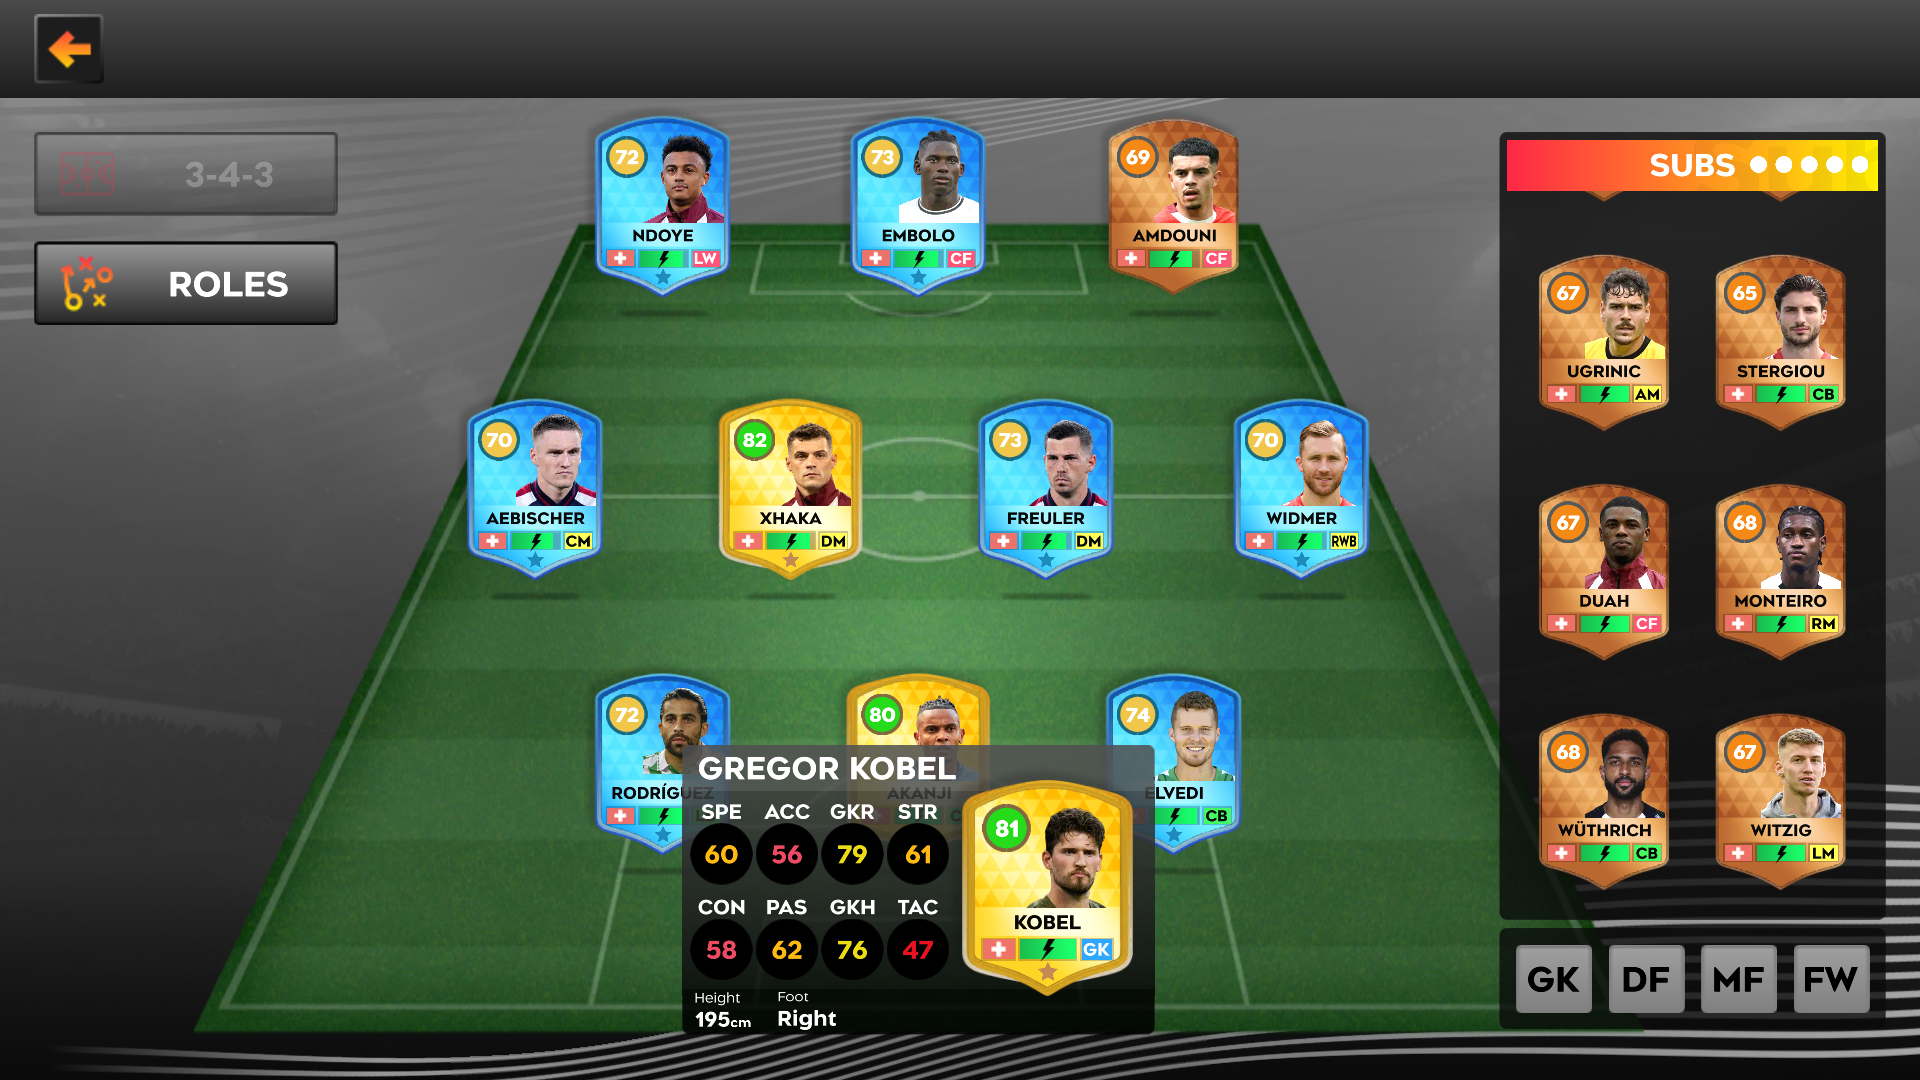 3-4-3
ROLES
72
NDOYE
LW
73
EMBOLO
CF
69
AMDOUNI
CF
70
AEBISCHER
CM
82
XHAKA
DM
73
FREULER
DM
70
WIDMER
RWB
72
RODRÍGUEZ
80
AKANJI
74
ELVEDI
CB
GREGOR KOBEL
SPE ACC GKR STR
60 56 79 61
CON PAS GKH TAC
58 62 76 47
Height Foot
195cm Right
81
KOBEL
GK
SUBS
67
UGRINIC
AM
65
STERGIOU
CB
67
DUAH
CF
68
MONTEIRO
RM
68
WÜTHRICH
CB
67
WITZIG
LM
GK DF MF FW